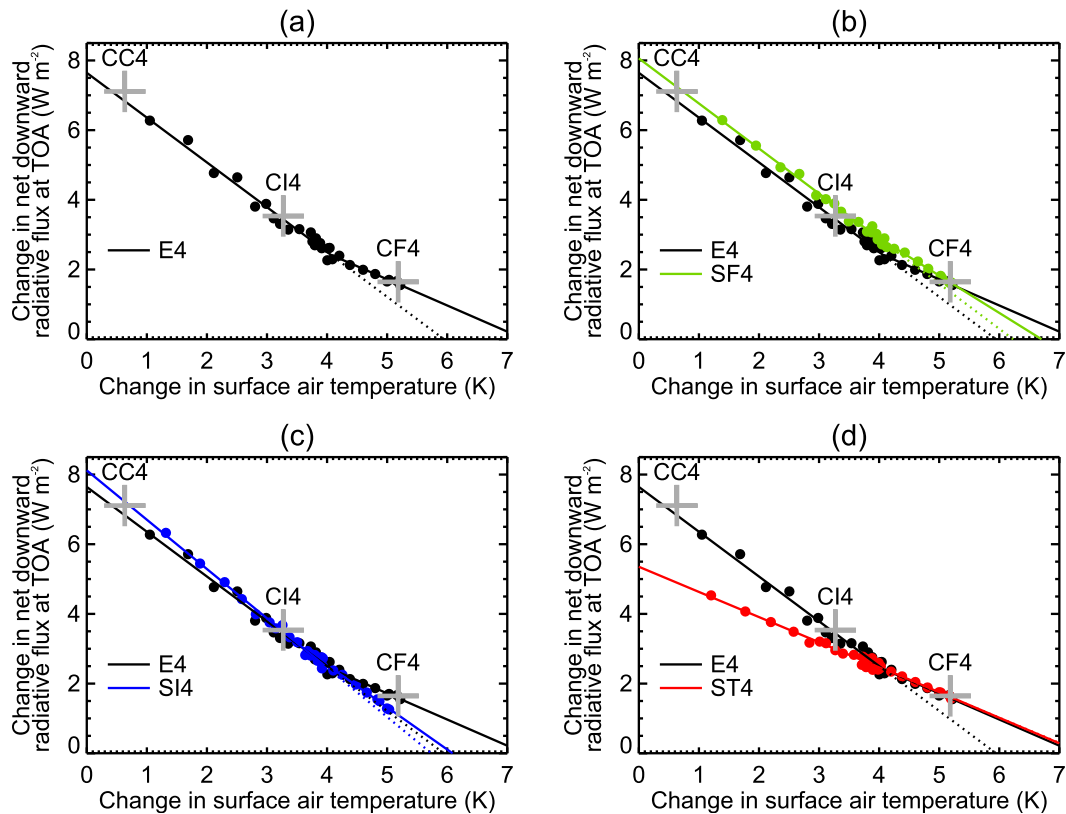 (a)
Change in net downward
radiative flux at TOA (W m-2)
8
6
4
2
0
CC4
CI4
CF4
E4
0 1 2 3 4 5 6 7
Change in surface air temperature (K)
(b)
Change in net downward
radiative flux at TOA (W m-2)
8
6
4
2
0
CC4
CI4
CF4
E4
SF4
0 1 2 3 4 5 6 7
Change in surface air temperature (K)
(c)
Change in net downward
radiative flux at TOA (W m-2)
8
6
4
2
0
CC4
CI4
CF4
E4
SI4
0 1 2 3 4 5 6 7
Change in surface air temperature (K)
(d)
Change in net downward
radiative flux at TOA (W m-2)
8
6
4
2
0
CC4
CI4
CF4
E4
ST4
0 1 2 3 4 5 6 7
Change in surface air temperature (K)